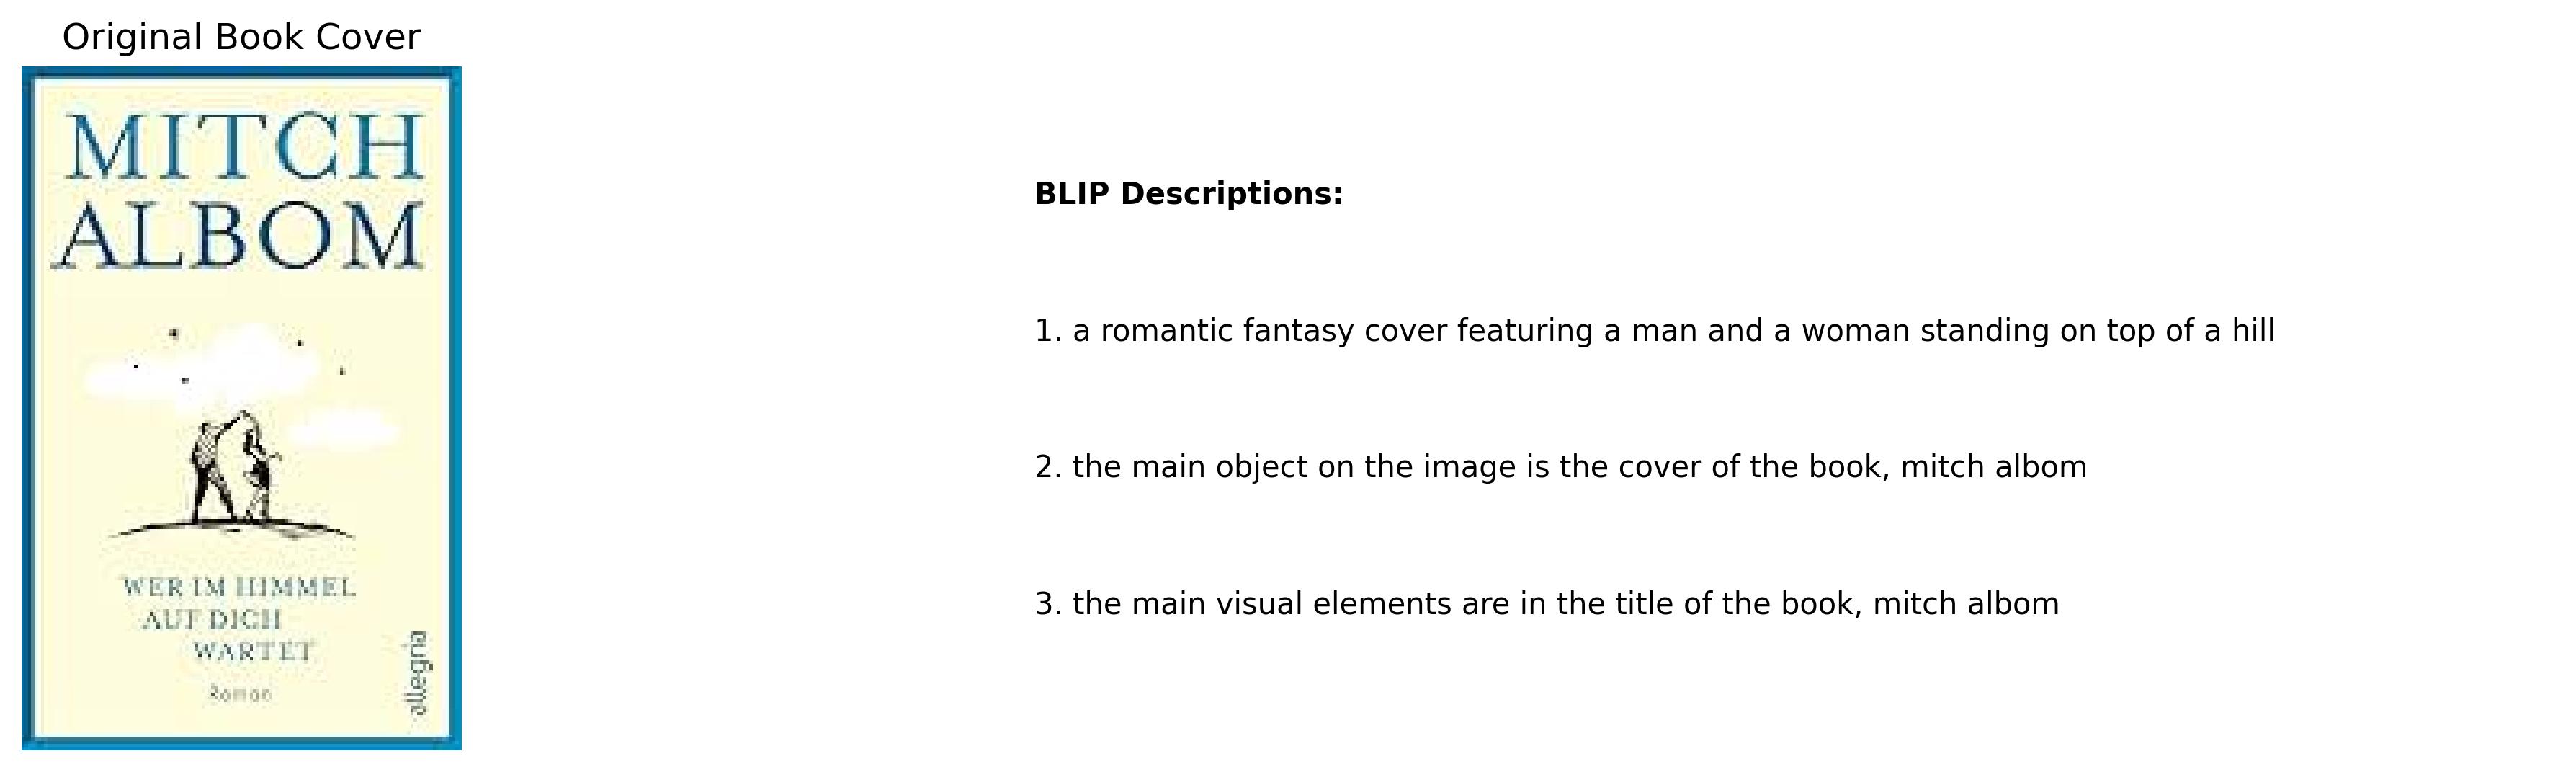 Original Book Cover
MITCH
ALBOM
WER IM HIMMEL
AUF DICH
WARTET
Roman
allegria
BLIP Descriptions:
1. a romantic fantasy cover featuring a man and a woman standing on top of a hill
2. the main object on the image is the cover of the book, mitch albom
3. the main visual elements are in the title of the book, mitch albom